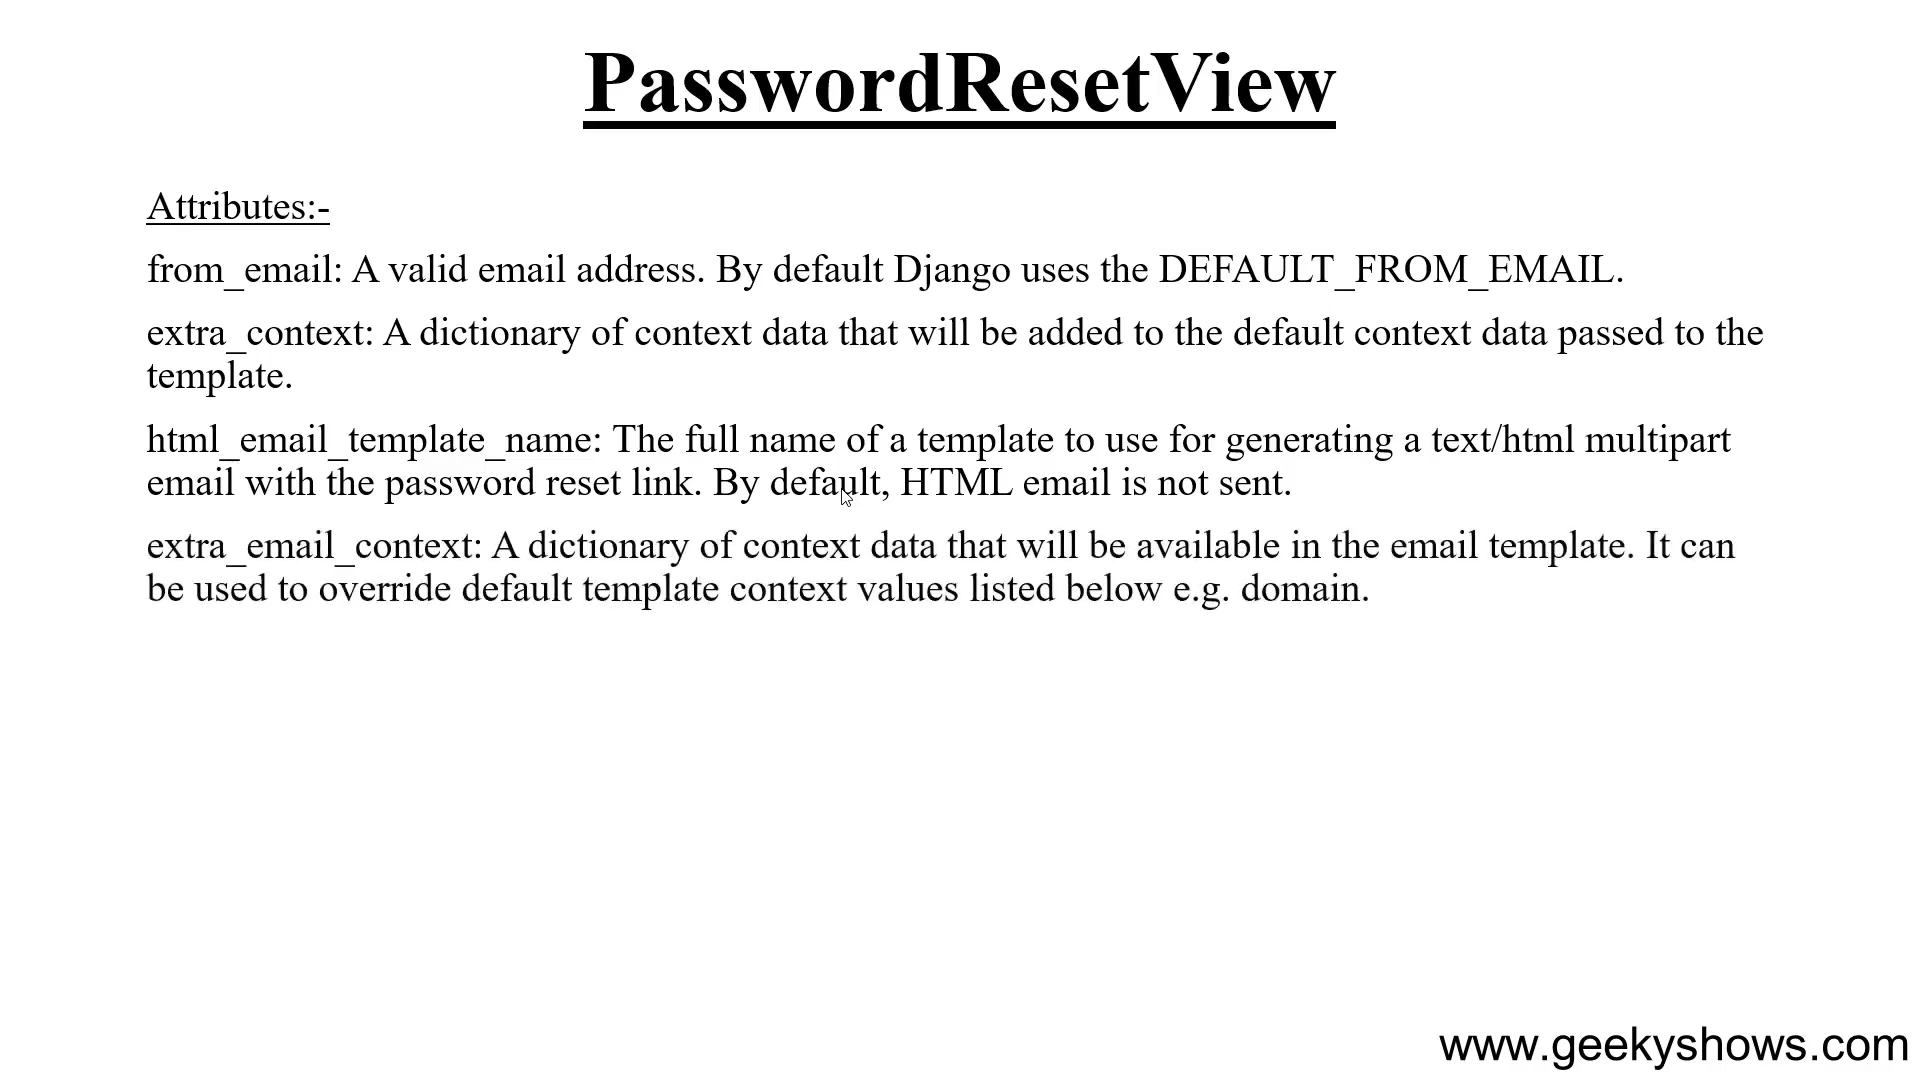 PasswordResetView
Attributes:-
from_email: A valid email address. By default Django uses the DEFAULT_FROM_EMAIL.
extra_context: A dictionary of context data that will be added to the default context data passed to the
template.
html_email_template_name: The full name of a template to use for generating a text/html multipart
email with the password reset link. By default, HTML email is not sent.
extra_email_context: A dictionary of context data that will be available in the email template. It can
be used to override default template context values listed below e.g. domain.
www.geekyshows.com